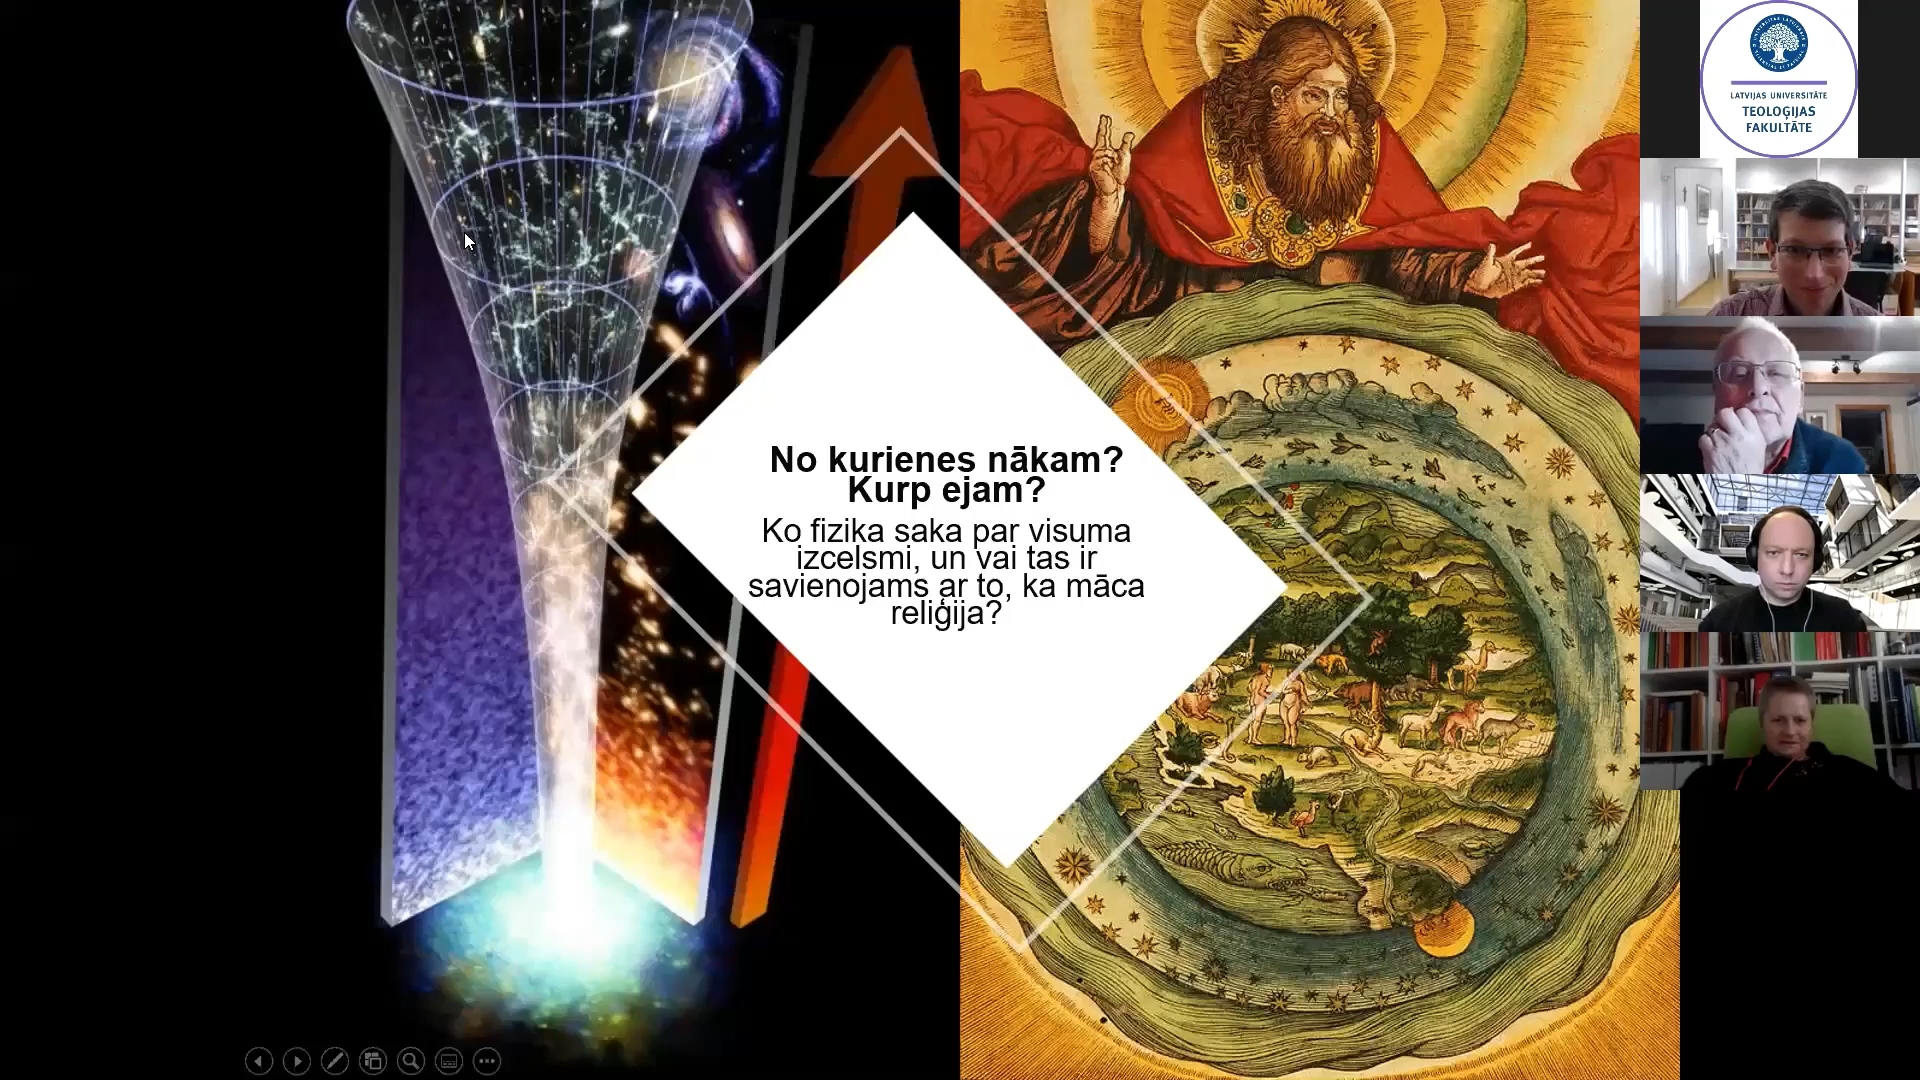 No kurienes nākam?
Kurp ejam?
Ko fizika saka par visuma
izcelsmi, un vai tas ir
savienojams ar to, ka māca
reliģija?
LATVIJAS UNIVERSITĀTE
TEOLOĢIJAS
FAKULTĀTE